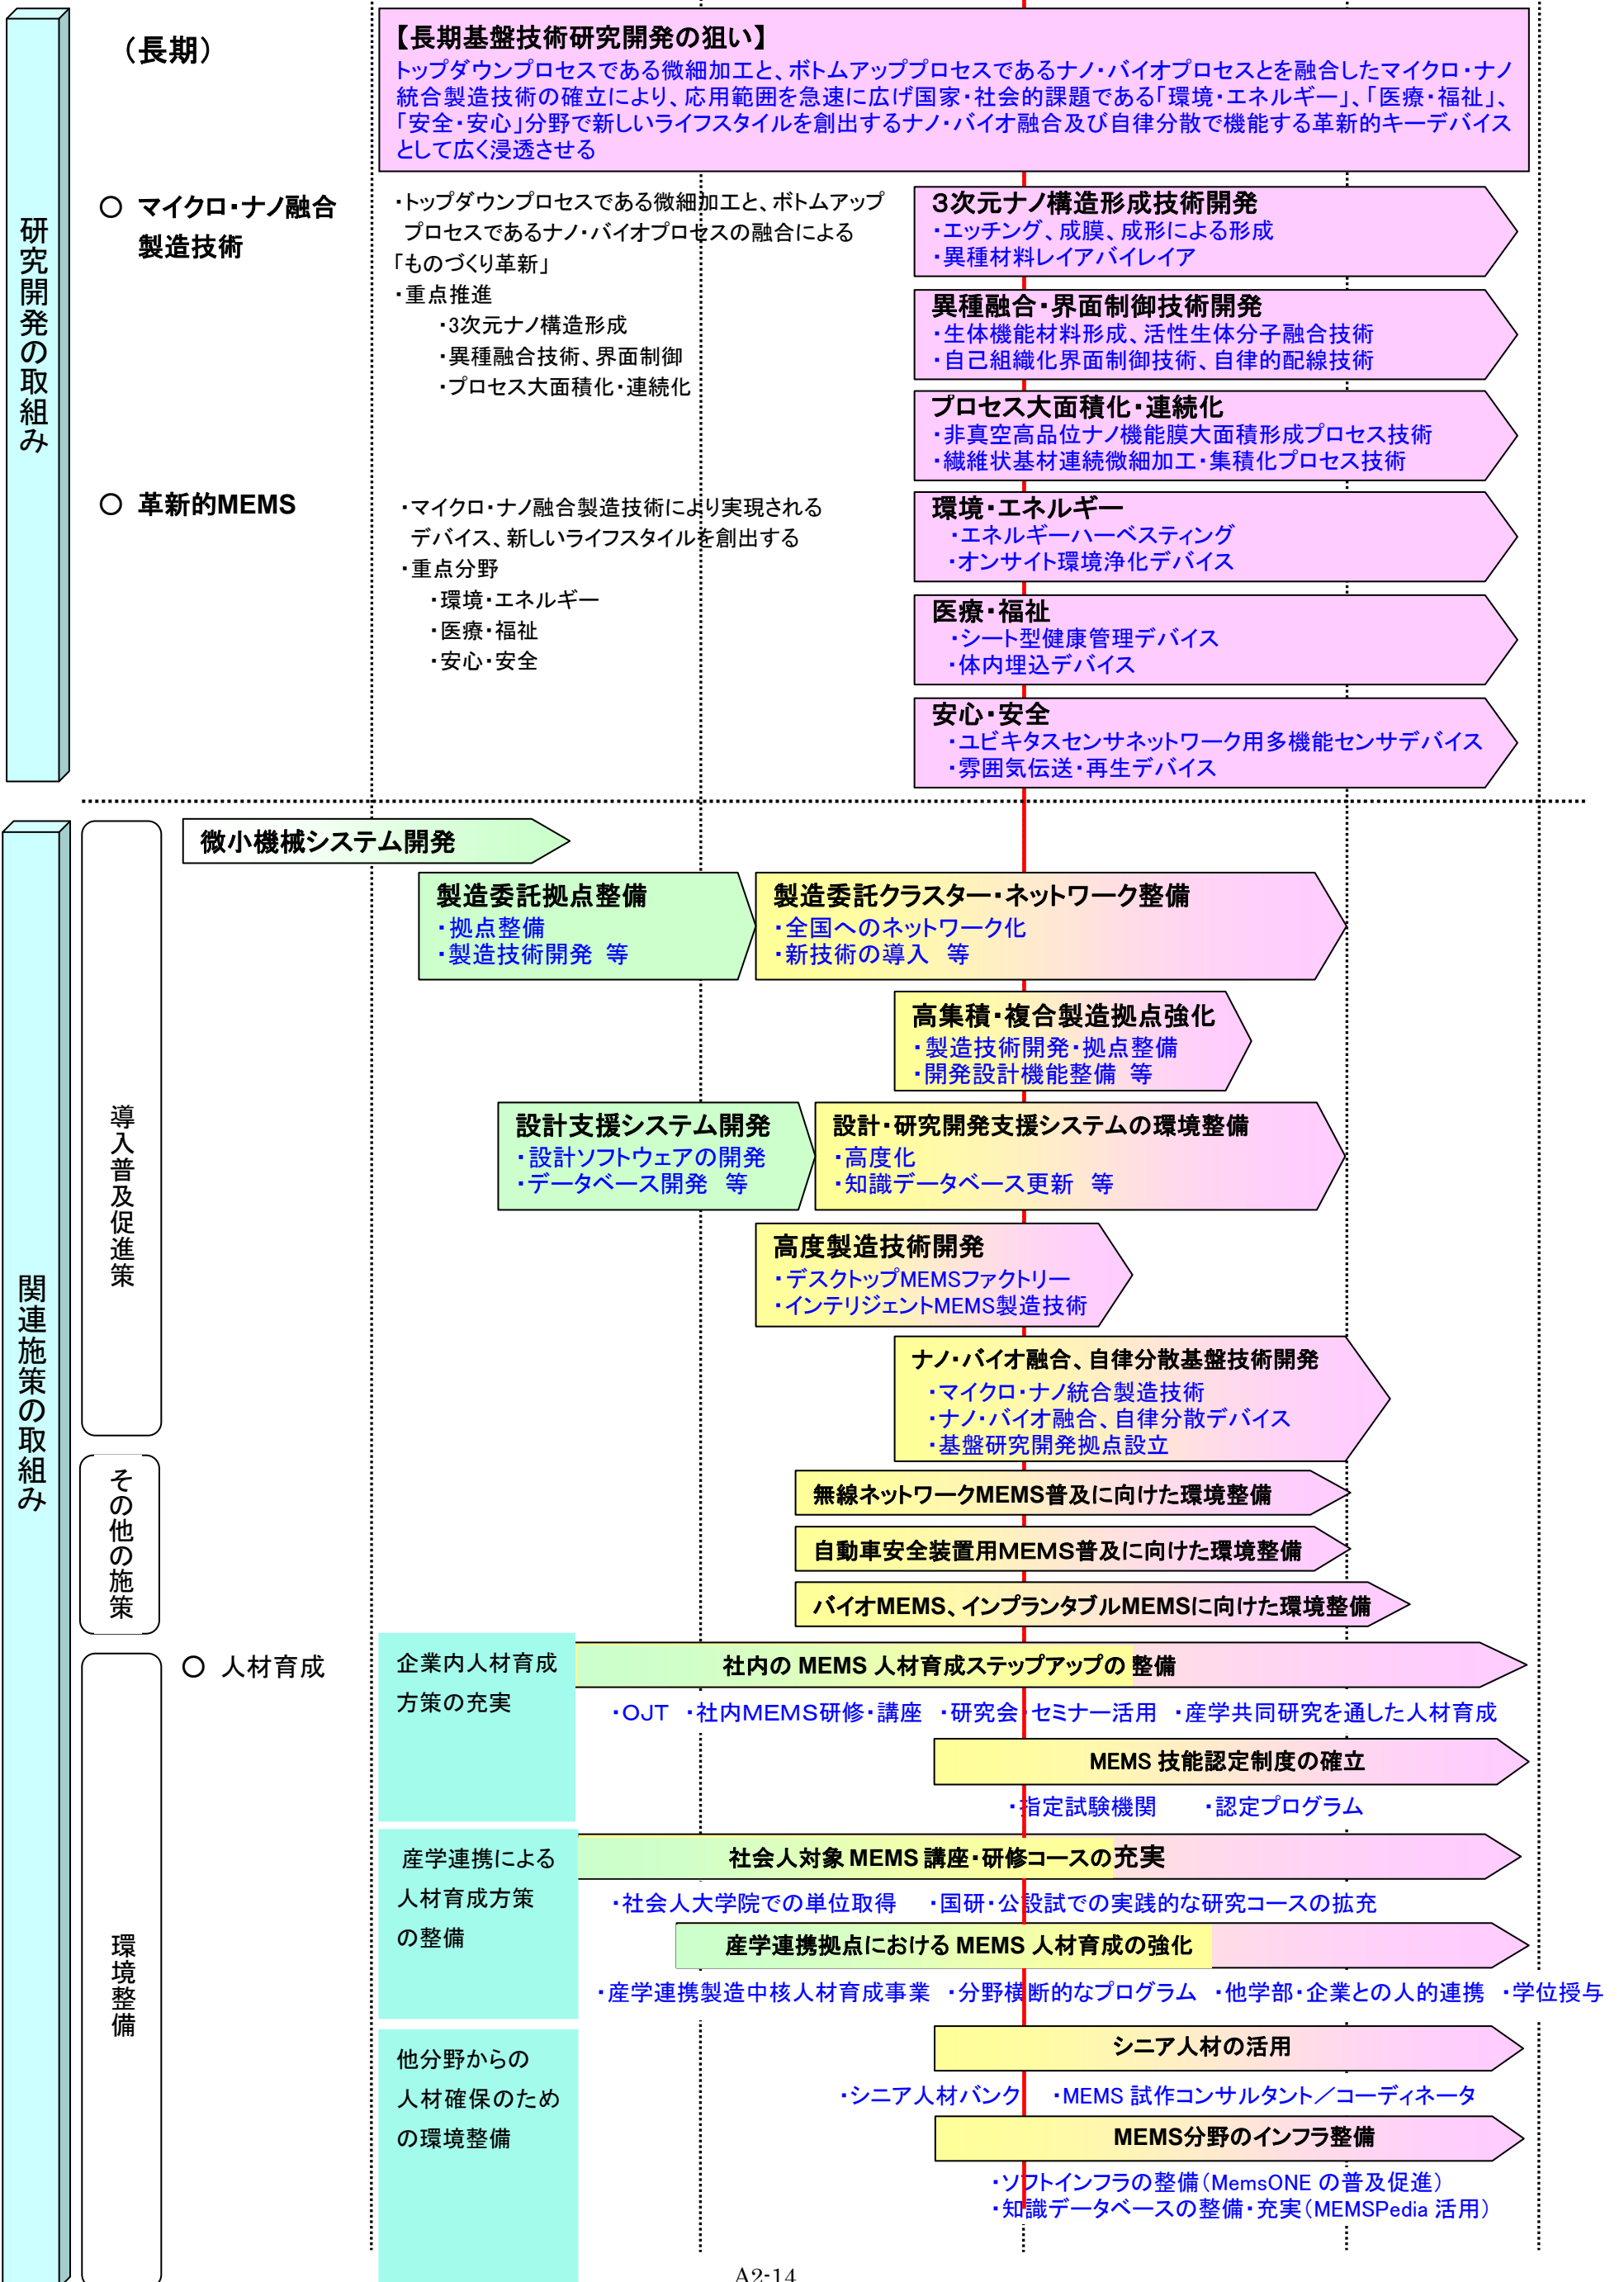 研究開発の取組み
（長期）
【長期基盤技術研究開発の狙い】
トップダウンプロセスである微細加工と、ボトムアッププロセスであるナノ・バイオプロセスとを融合したマイクロ・ナノ
統合製造技術の確立により、応用範囲を急速に広げ国家・社会的課題である「環境・エネルギー」、「医療・福祉」、
「安全・安心」分野で新しいライフスタイルを創出するナノ・バイオ融合及び自律分散で機能する革新的キーデバイス
として広く浸透させる
○ マイクロ・ナノ融合
製造技術
・トップダウンプロセスである微細加工と、ボトムアップ
プロセスであるナノ・バイオプロセスの融合による
「ものづくり革新」
・重点推進
・3次元ナノ構造形成
・異種融合技術、界面制御
・プロセス大面積化・連続化
３次元ナノ構造形成技術開発
・エッチング、成膜、成形による形成
・異種材料レイアバイレイア
異種融合・界面制御技術開発
・生体機能材料形成、活性生体分子融合技術
・自己組織化界面制御技術、自律的配線技術
プロセス大面積化・連続化
・非真空高品位ナノ機能膜大面積形成プロセス技術
・繊維状基材連続微細加工・集積化プロセス技術
○ 革新的MEMS
・マイクロ・ナノ融合製造技術により実現される
デバイス、新しいライフスタイルを創出する
・重点分野
・環境・エネルギー
・医療・福祉
・安心・安全
環境・エネルギー
・エネルギーハーベスティング
・オンサイト環境浄化デバイス
医療・福祉
・シート型健康管理デバイス
・体内埋込デバイス
安心・安全
・ユビキタスセンサネットワーク用多機能センサデバイス
・雰囲気伝送・再生デバイス
関連施策の取組み
導入普及促進策
微小機械システム開発
製造委託拠点整備
・拠点整備
・製造技術開発 等
製造委託クラスター・ネットワーク整備
・全国へのネットワーク化
・新技術の導入 等
高集積・複合製造拠点強化
・製造技術開発・拠点整備
・開発設計機能整備 等
設計支援システム開発
・設計ソフトウェアの開発
・データベース開発 等
設計・研究開発支援システムの環境整備
・高度化
・知識データベース更新 等
高度製造技術開発
・デスクトップMEMSファクトリー
・インテリジェントMEMS製造技術
ナノ・バイオ融合、自律分散基盤技術開発
・マイクロ・ナノ統合製造技術
・ナノ・バイオ融合、自律分散デバイス
・基盤研究開発拠点設立
その他の施策
無線ネットワークMEMS普及に向けた環境整備
自動車安全装置用MEMS普及に向けた環境整備
バイオMEMS、インプランタブルMEMSに向けた環境整備
環境整備
○ 人材育成
企業内人材育成
方策の充実
社内の MEMS 人材育成ステップアップの整備
・OJT ・社内MEMS研修・講座 ・研究会・セミナー活用 ・産学共同研究を通した人材育成
MEMS 技能認定制度の確立
・指定試験機関 ・認定プログラム
産学連携による
人材育成方策
の整備
社会人対象 MEMS 講座・研修コースの充実
・社会人大学院での単位取得 ・国研・公設試での実践的な研究コースの拡充
産学連携拠点における MEMS 人材育成の強化
・産学連携製造中核人材育成事業 ・分野横断的なプログラム ・他学部・企業との人的連携 ・学位授与
他分野からの
人材確保のため
の環境整備
シニア人材の活用
・シニア人材バンク ・MEMS 試作コンサルタント／コーディネータ
MEMS分野のインフラ整備
・ソフトインフラの整備（MemsONE の普及促進）
・知識データベースの整備・充実（MEMSPedia 活用）
A2-14